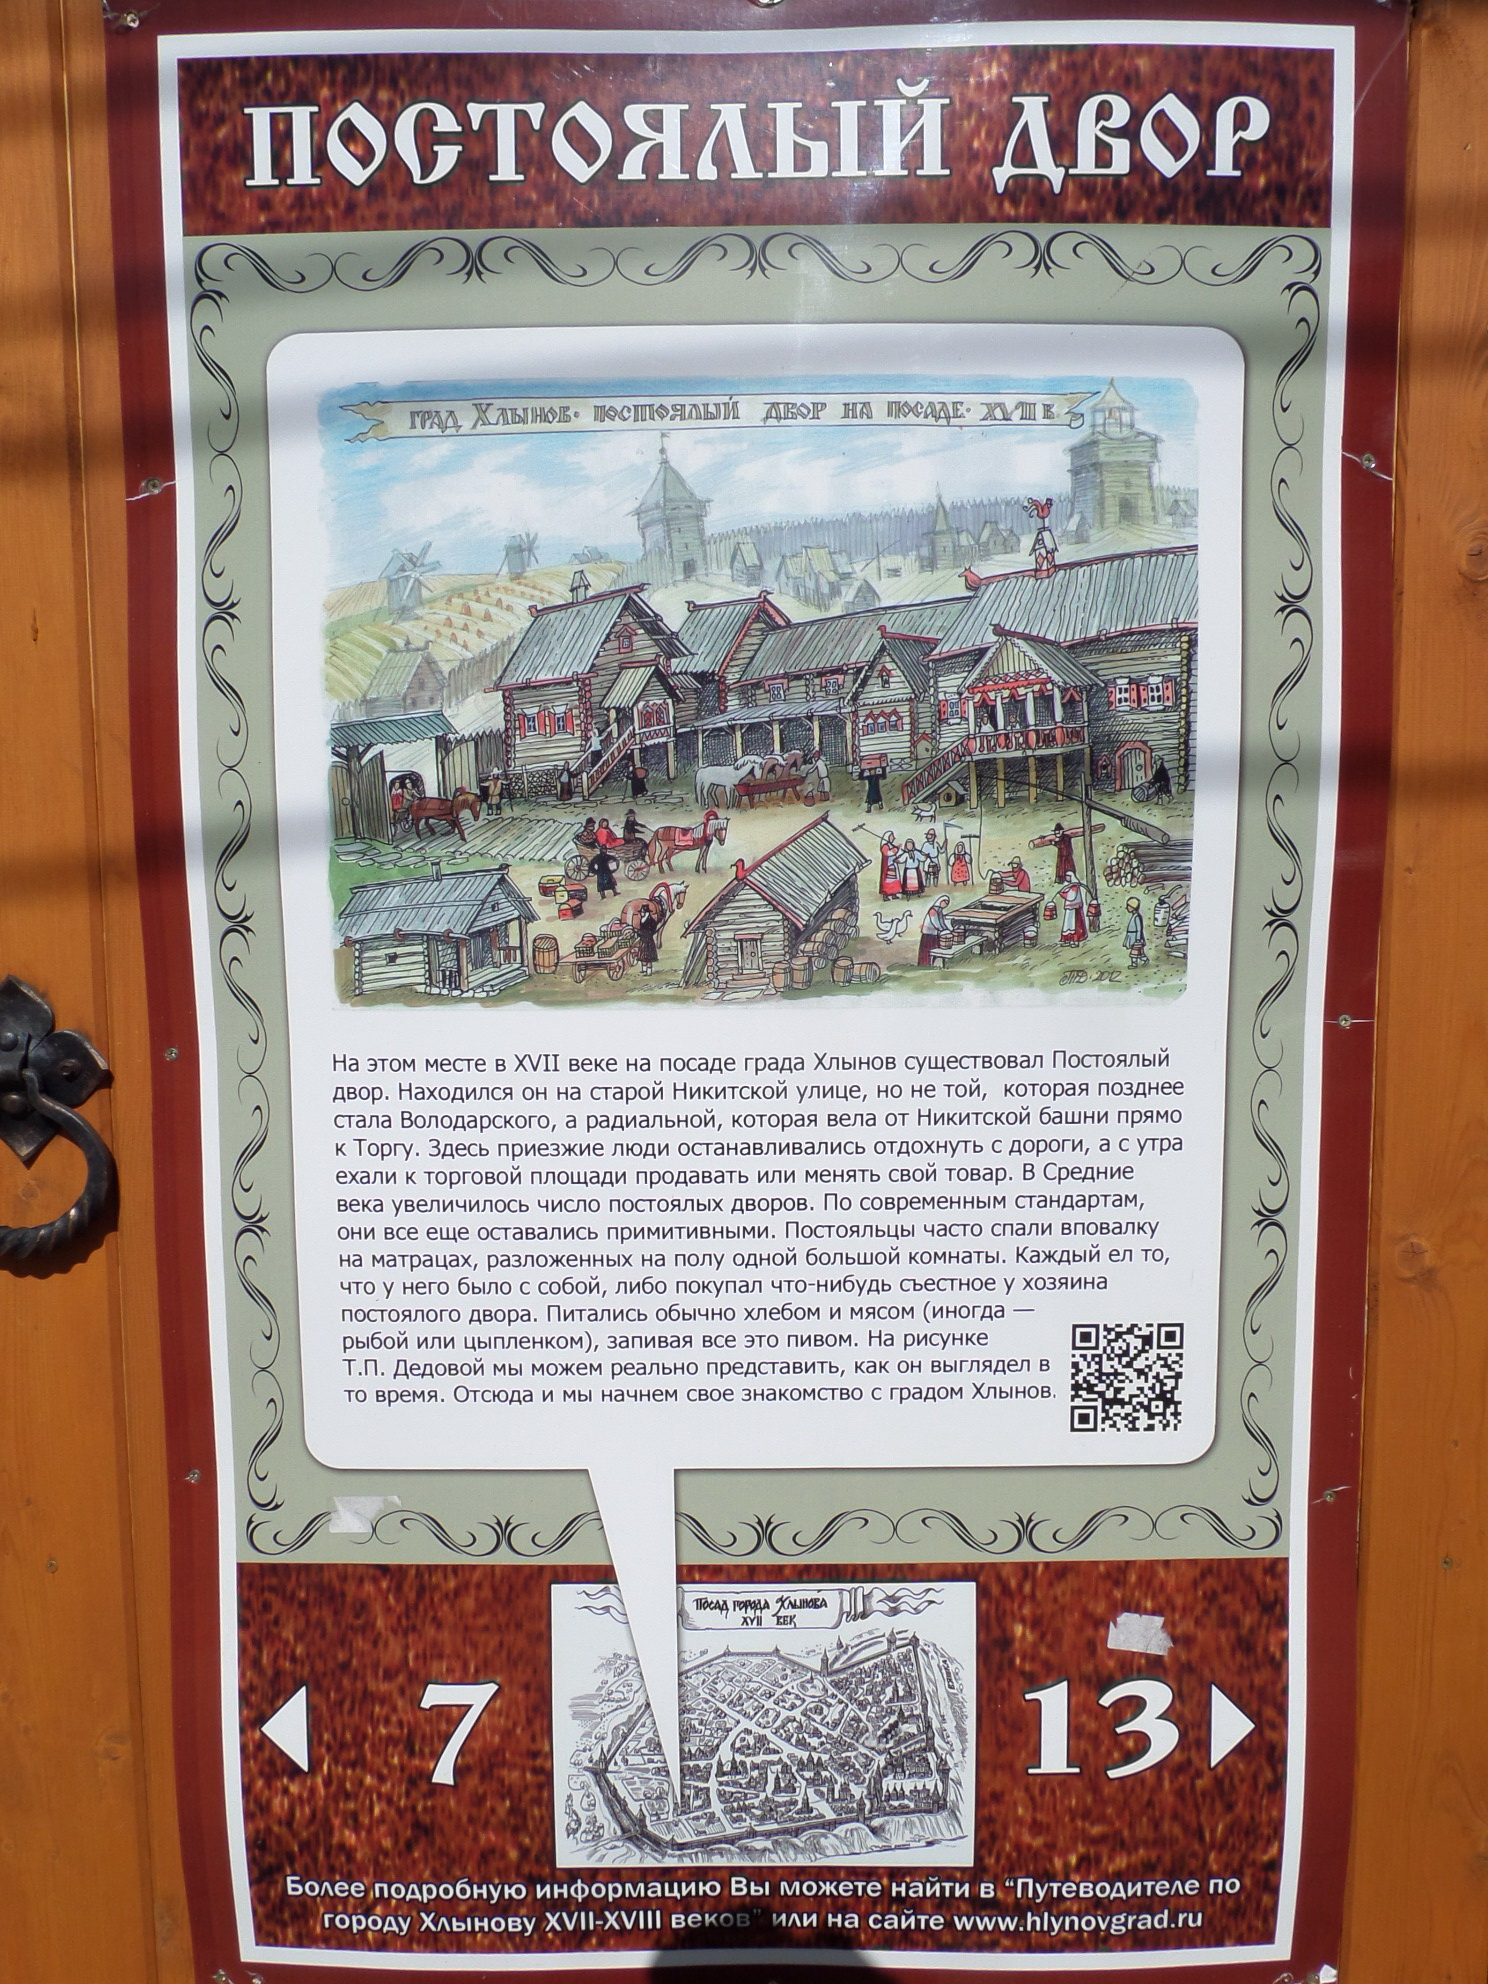 ПОСТОЯЛЫЙ ДВОР
ГРАД ХЛЫНОВ· ПОСТОЯЛЫЙ ДВОР НА ПОСАДЕ· XVII В.
2012
На этом месте в XVII веке на посаде града Хлынов существовал Постоялый
двор. Находился он на старой Никитской улице, но не той, которая позднее
стала Володарского, а радиальной, которая вела от Никитской башни прямо
к Торгу. Здесь приезжие люди останавливались отдохнуть с дороги, а с утра
ехали к торговой площади продавать или менять свой товар. В Средние
века увеличилось число постоялых дворов. По современным стандартам,
они все еще оставались примитивными. Постояльцы часто спали вповалку
на матрацах, разложенных на полу одной большой комнаты. Каждый ел то,
что у него было с собой, либо покупал что-нибудь съестное у хозяина
постоялого двора. Питались обычно хлебом и мясом (иногда —
рыбой или цыпленком), запивая все это пивом. На рисунке
Т.П. Дедовой мы можем реально представить, как он выглядел в
то время. Отсюда и мы начнем свое знакомство с градом Хлынов.
ПОСАД ГОРОДА ХЛЫНОВА
XVII ВЕК
7
13
Более подробную информацию Вы можете найти в “Путеводителе по
городу Хлынову XVII-XVIII веков” или на сайте www.hlynovgrad.ru